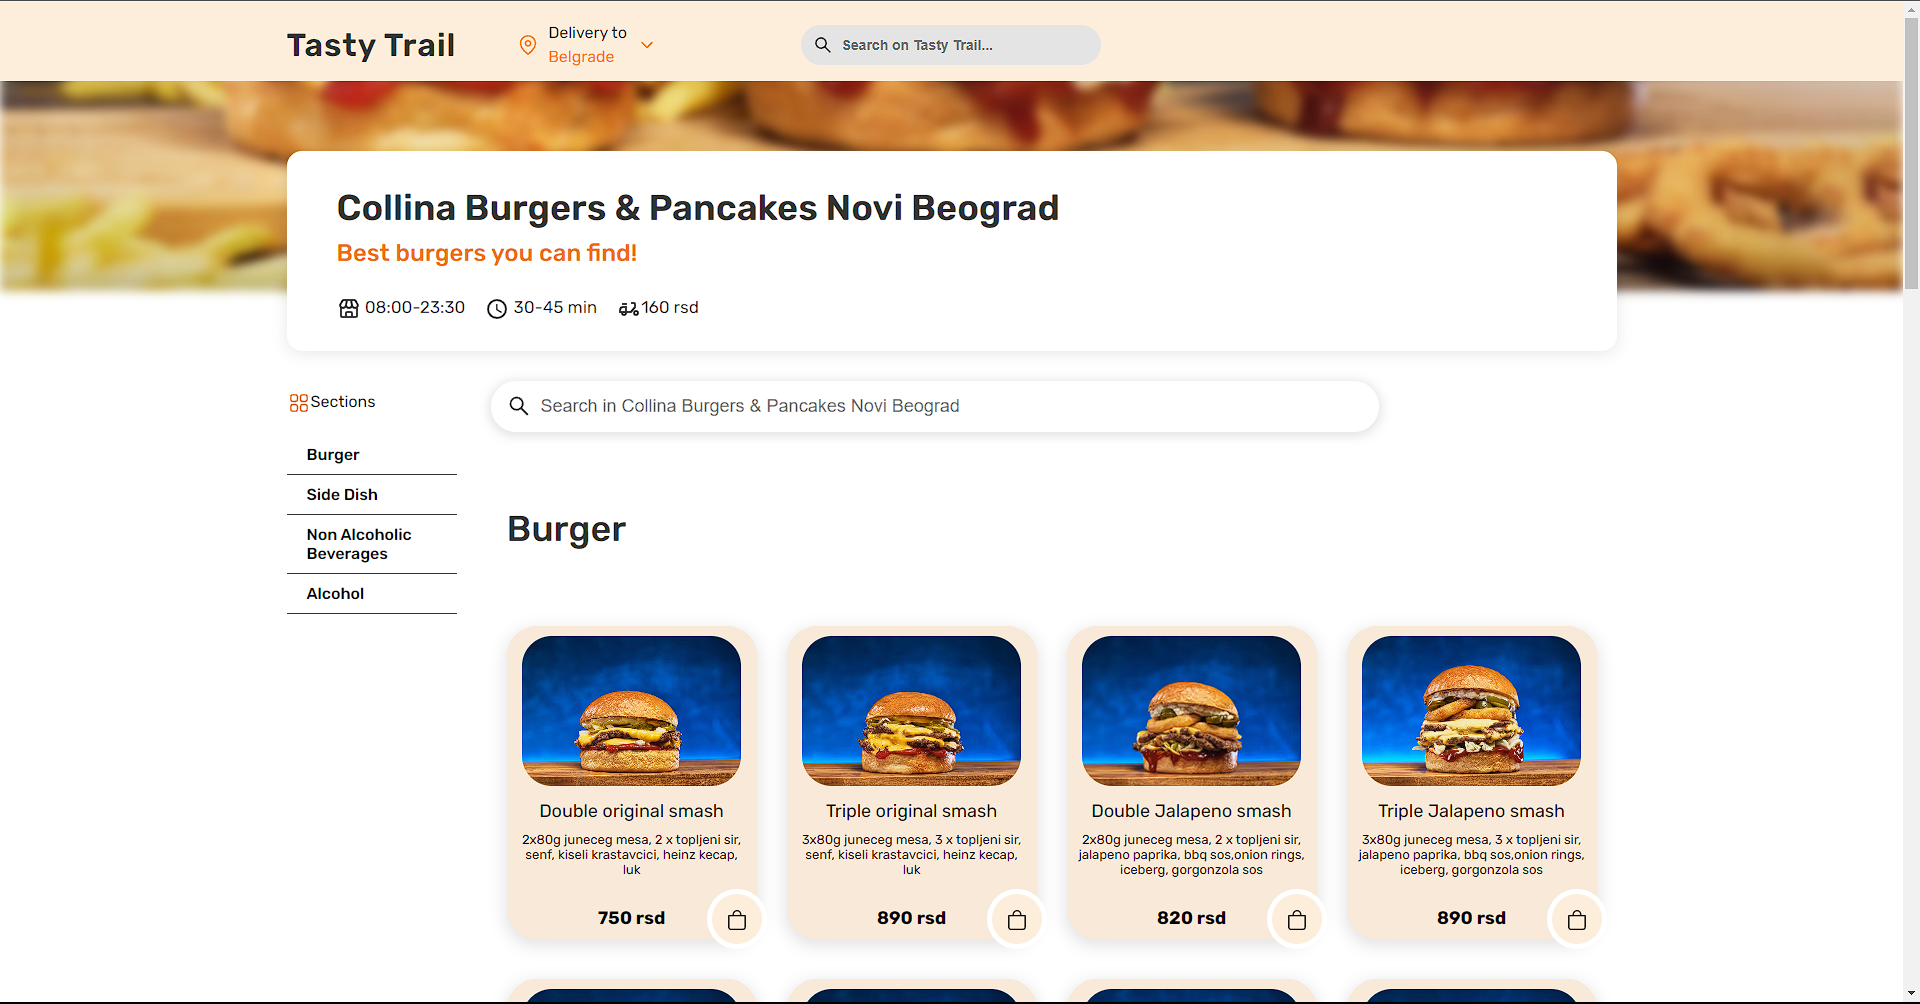 Tasty Trail
Delivery to
Belgrade
Search on Tasty Trail...
Collina Burgers & Pancakes Novi Beograd
Best burgers you can find!
08:00-23:30
30-45 min
160 rsd
Sections
Search in Collina Burgers & Pancakes Novi Beograd
Burger
Side Dish
Non Alcoholic
Beverages
Alcohol
Burger
Double original smash
2x80g juneceg mesa, 2 x topljeni sir,
senf, kiseli krastavcici, heinz kecap,
luk
750 rsd
Triple original smash
3x80g juneceg mesa, 3 x topljeni sir,
senf, kiseli krastavcici, heinz kecap,
luk
890 rsd
Double Jalapeno smash
2x80g juneceg mesa, 2 x topljeni sir,
jalapeno paprika, bbq sos,onion rings,
iceberg, gorgonzola sos
820 rsd
Triple Jalapeno smash
3x80g juneceg mesa, 3 x topljeni sir,
jalapeno paprika, bbq sos,onion rings,
iceberg, gorgonzola sos
890 rsd